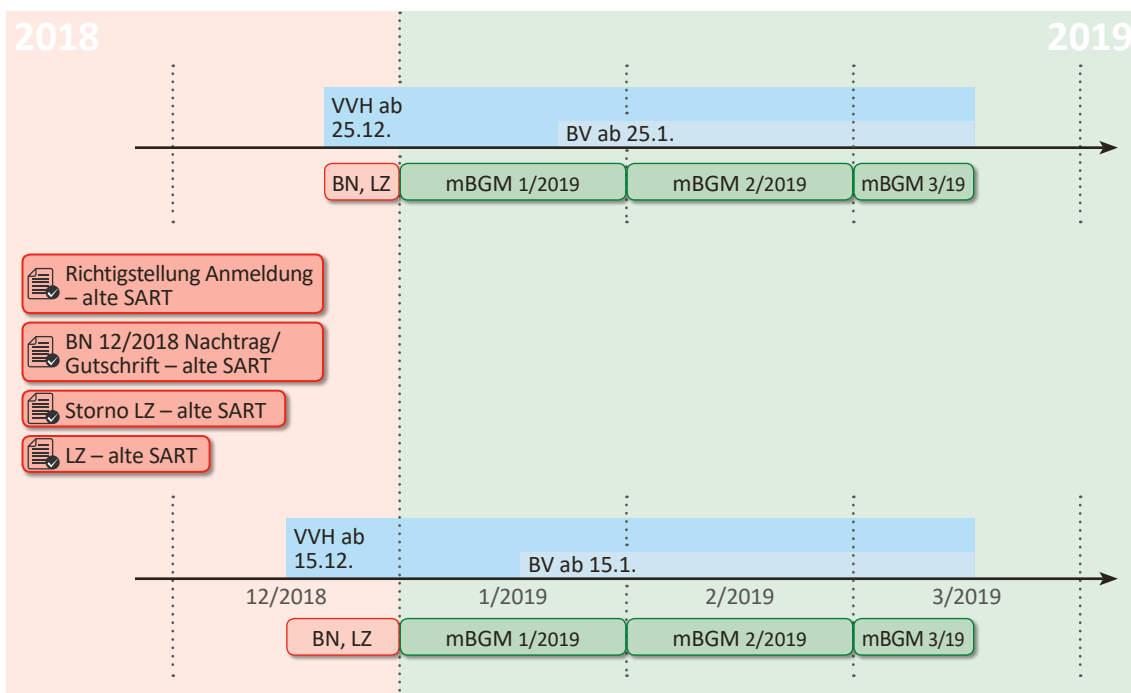 2018
2019
VVH ab
25.12.
BV ab 25.1.
BN, LZ
mBGM 1/2019
mBGM 2/2019
mBGM 3/19
Richtigstellung Anmeldung
– alte SART
BN 12/2018 Nachtrag/
Gutschrift – alte SART
Storno LZ – alte SART
LZ – alte SART
VVH ab
15.12.
BV ab 15.1.
12/2018
1/2019
2/2019
3/2019
BN, LZ
mBGM 1/2019
mBGM 2/2019
mBGM 3/19